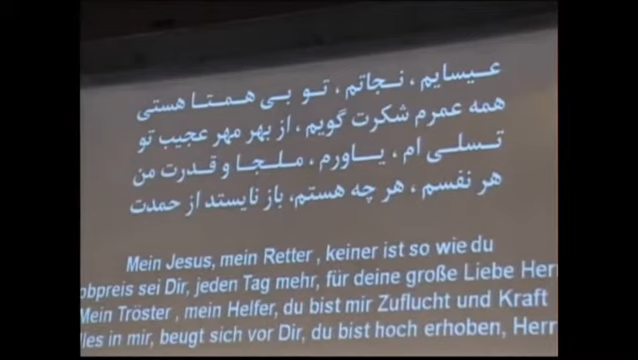 عیسایم ، نجاتم ، تو بی همتا هستی
همه عمرم شکرت گویم ، از بهر مهر عجیب تو
تسلی ام ، یاورم ، ملجا و قدرت من
هر نفسم ، هر چه هستم، باز نایستد از حمدت
Mein Jesus, mein Retter , keiner ist so wie du
obpreis sei Dir, jeden Tag mehr, für deine große Liebe Herr
Mein Tröster , mein Helfer, du bist mir Zuflucht und Kraft
lles in mir, beugt sich vor Dir, du bist hoch erhoben, Herr